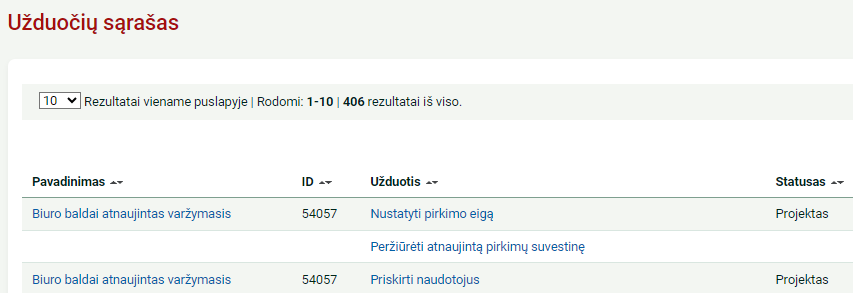 Užduočių sąrašas
10 Rezultatai viename puslapyje | Rodomi: 1-10 | 406 rezultatai iš viso.
Pavadinimas ID Užduotis Statusas
Biuro baldai atnaujintas varžymasis 54057 Nustatyti pirkimo eigą Projektas
Peržiūrėti atnaujintą pirkimų suvestinę
Biuro baldai atnaujintas varžymasis 54057 Priskirti naudotojus Projektas